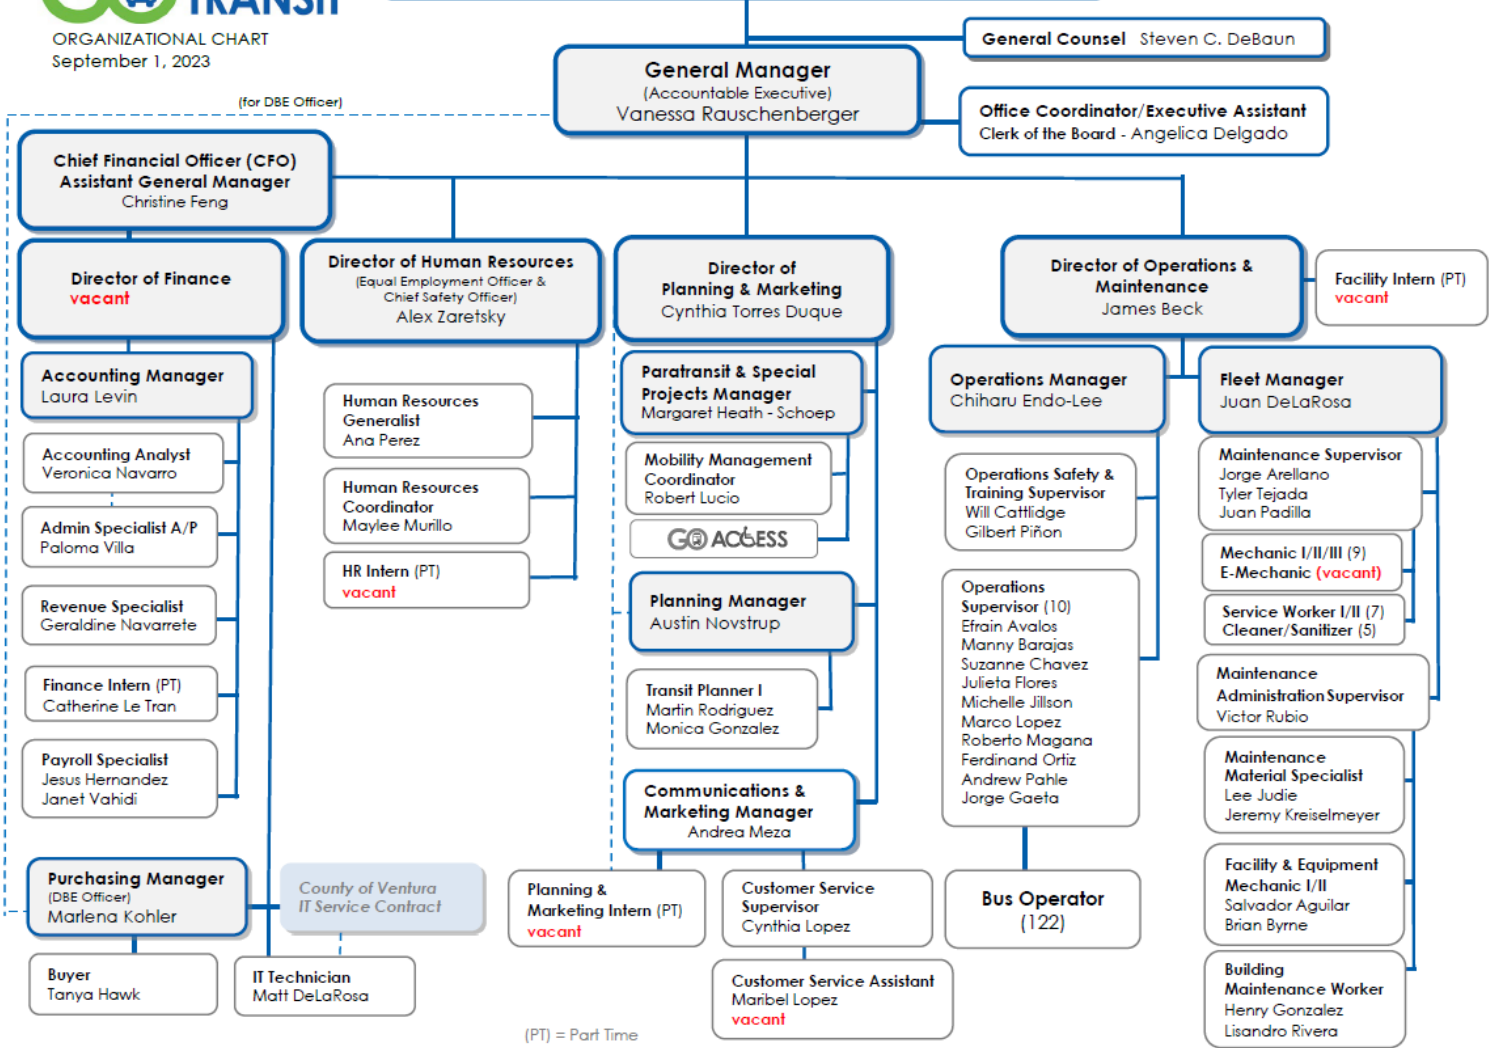 GO TRANSIT
ORGANIZATIONAL CHART
September 1, 2023
General Counsel Steven C. DeBaun
General Manager
(Accountable Executive)
Vanessa Rauschenberger
(for DBE Officer)
Office Coordinator/Executive Assistant
Clerk of the Board - Angelica Delgado
Chief Financial Officer (CFO)
Assistant General Manager
Christine Feng
Director of Finance
vacant
Director of Human Resources
(Equal Employment Officer &
Chief Safety Officer)
Alex Zaretsky
Director of
Planning & Marketing
Cynthia Torres Duque
Director of Operations &
Maintenance
James Beck
Facility Intern (PT)
vacant
Accounting Manager
Laura Levin
Accounting Analyst
Veronica Navarro
Admin Specialist A/P
Paloma Villa
Revenue Specialist
Geraldine Navarrete
Finance Intern (PT)
Catherine Le Tran
Payroll Specialist
Jesus Hernandez
Janet Vahidi
Purchasing Manager
(DBE Officer)
Marlena Kohler
Buyer
Tanya Hawk
County of Ventura
IT Service Contract
IT Technician
Matt DeLaRosa
Human Resources
Generalist
Ana Perez
Human Resources
Coordinator
Maylee Murillo
HR Intern (PT)
vacant
Paratransit & Special
Projects Manager
Margaret Heath - Schoep
Mobility Management
Coordinator
Robert Lucio
GO ACCESS
Planning Manager
Austin Novstrup
Transit Planner I
Martin Rodriguez
Monica Gonzalez
Communications &
Marketing Manager
Andrea Meza
Planning &
Marketing Intern (PT)
vacant
Customer Service
Supervisor
Cynthia Lopez
Customer Service Assistant
Maribel Lopez
vacant
Operations Manager
Chiharu Endo-Lee
Operations Safety &
Training Supervisor
Will Cattlidge
Gilbert Piñon
Operations
Supervisor (10)
Efrain Avalos
Manny Barajas
Suzanne Chavez
Julieta Flores
Michelle Jillson
Marco Lopez
Roberto Magana
Ferdinand Ortiz
Andrew Pahle
Jorge Gaeta
Bus Operator
(122)
Fleet Manager
Juan DeLaRosa
Maintenance Supervisor
Jorge Arellano
Tyler Tejada
Juan Padilla
Mechanic I/II/III (9)
E-Mechanic (vacant)
Service Worker I/II (7)
Cleaner/Sanitizer (5)
Maintenance
Administration Supervisor
Victor Rubio
Maintenance
Material Specialist
Lee Judie
Jeremy Kreiselmeyer
Facility & Equipment
Mechanic I/II
Salvador Aguilar
Brian Byrne
Building
Maintenance Worker
Henry Gonzalez
Lisandro Rivera
(PT) = Part Time